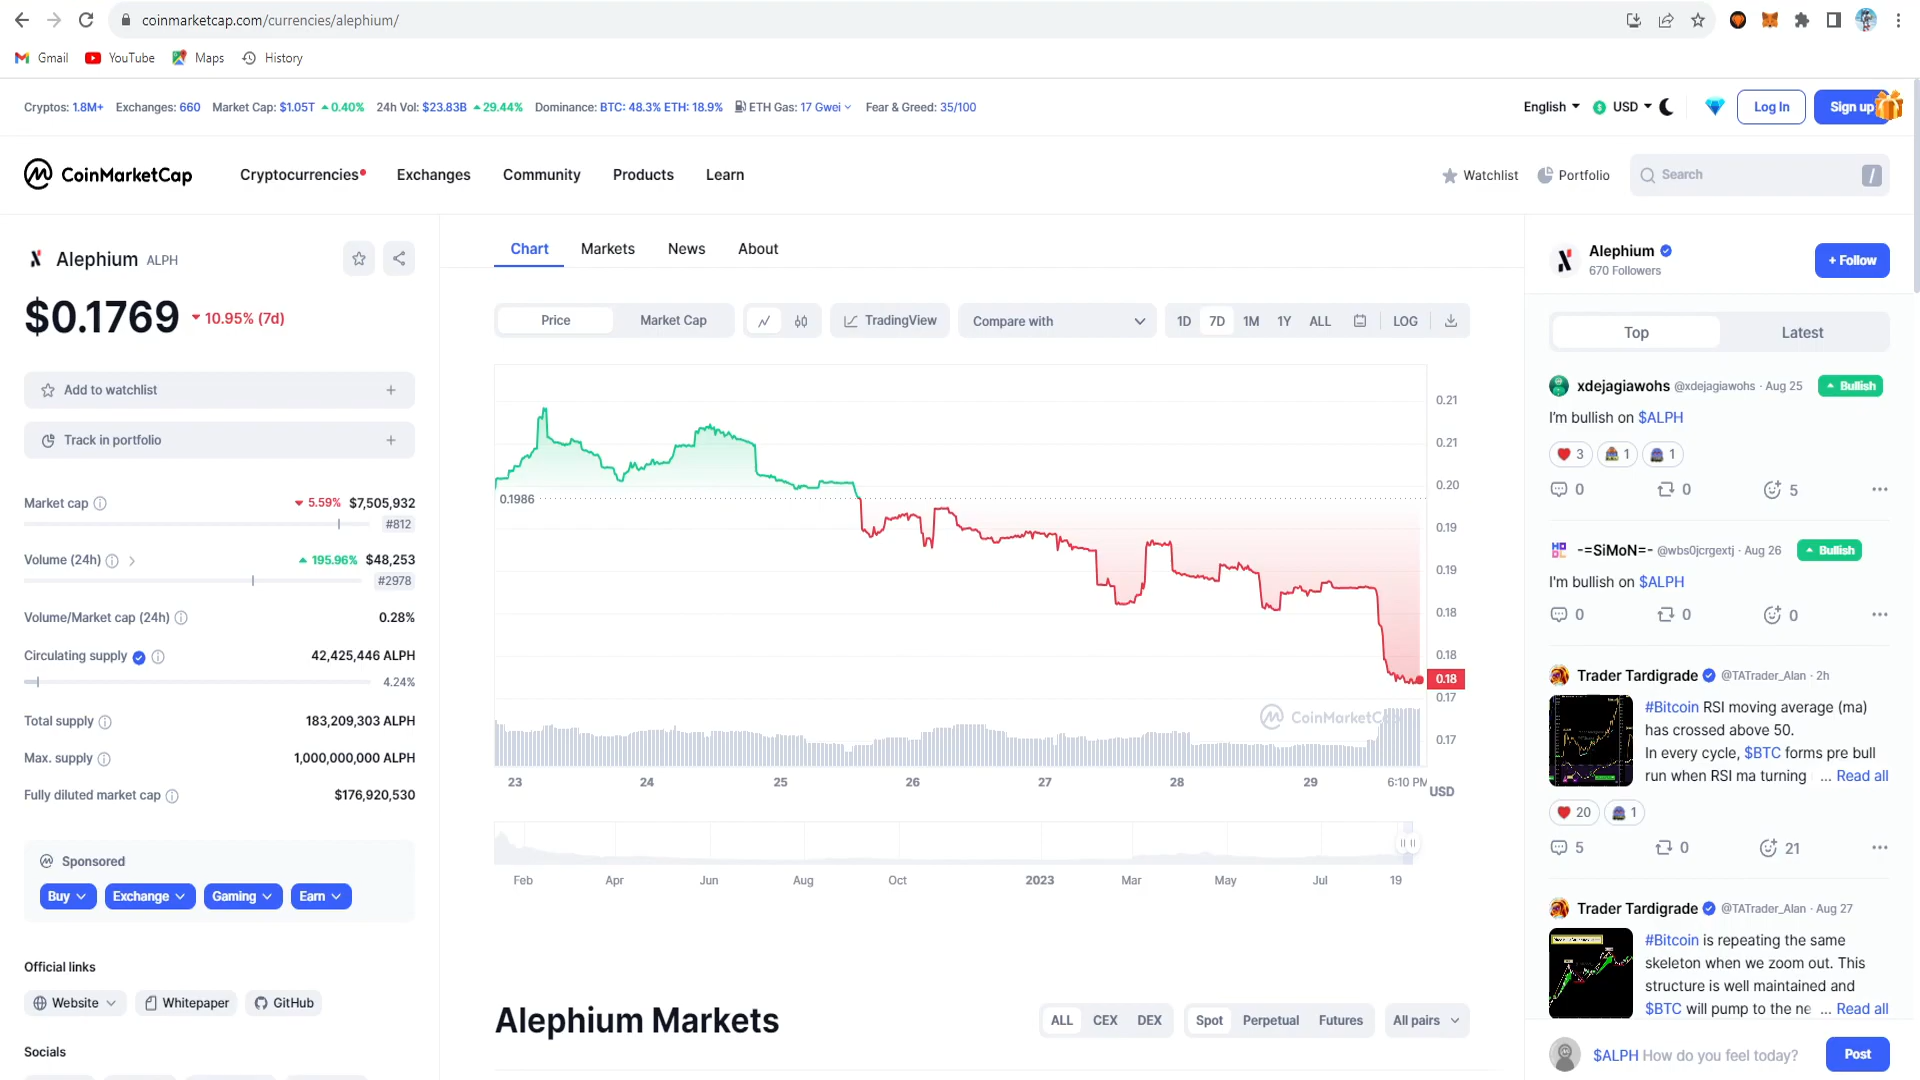 coinmarketcap.com/currencies/alephium/
Gmail YouTube Maps History
Cryptos: 1.8M+ Exchanges: 660 Market Cap: $1.05T 0.40% 24h Vol: $23.83B 29.44% Dominance: BTC: 48.3% ETH: 18.9% ETH Gas: 17 Gwei Fear & Greed: 35/100
English USD Log In Sign up
CoinMarketCap Cryptocurrencies Exchanges Community Products Learn
Watchlist Portfolio Search /
Alephium ALPH
$0.1769 10.95% (7d)
Add to watchlist +
Track in portfolio +
Market cap 5.59% $7,505,932
#812
Volume (24h) 195.96% $48,253
#2978
Volume/Market cap (24h) 0.28%
Circulating supply 42,425,446 ALPH
4.24%
Total supply 183,209,303 ALPH
Max. supply 1,000,000,000 ALPH
Fully diluted market cap $176,920,530
Sponsored
Buy Exchange Gaming Earn
Official links
Website Whitepaper GitHub
Socials
Chart Markets News About
Price Market Cap TradingView Compare with 1D 7D 1M 1Y ALL LOG
0.21
0.21
0.20
0.1986
0.19
0.19
0.18
0.18
0.18
0.17
CoinMarketCap
0.17
23 24 25 26 27 28 29 6:10 PM
USD
Feb Apr Jun Aug Oct 2023 Mar May Jul 19
Alephium Markets
ALL CEX DEX Spot Perpetual Futures All pairs
Alephium
670 Followers
+ Follow
Top Latest
xdejagiawohs @xdejagiawohs · Aug 25 Bullish
I'm bullish on $ALPH
3 1 1
0 0 5 ...
-=SiMoN=- @wbs0jcrgextj · Aug 26 Bullish
I'm bullish on $ALPH
0 0 0 ...
Trader Tardigrade @TATrader_Alan · 2h
#Bitcoin RSI moving average (ma)
has crossed above 50.
In every cycle, $BTC forms pre bull
run when RSI ma turning ... Read all
20 1
5 0 21 ...
Trader Tardigrade @TATrader_Alan · Aug 27
#Bitcoin is repeating the same
skeleton when we zoom out. This
structure is well maintained and
$BTC will pump to the ne ... Read all
$ALPH How do you feel today? Post